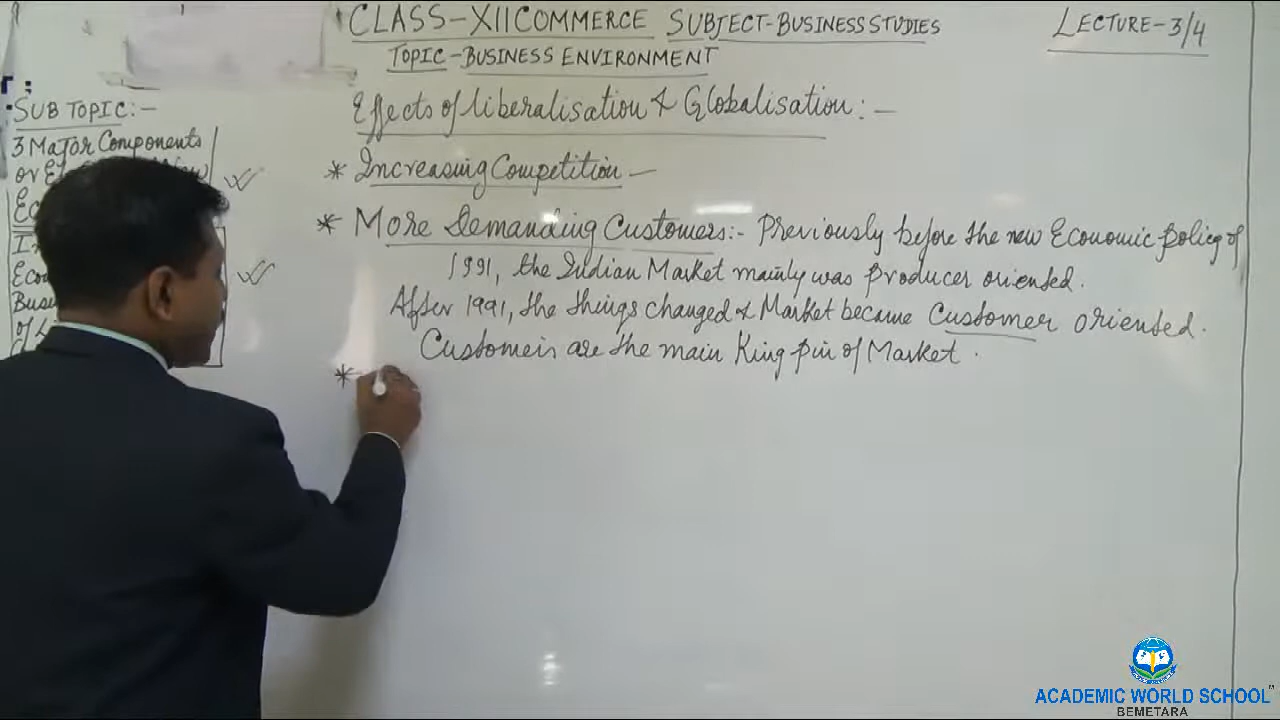 CLASS-XII COMMERCE SUBJECT-BUSINESS STUDIES
LECTURE-3/4
TOPIC-BUSINESS ENVIRONMENT
SUB TOPIC:-
3 Major Components
or
Busi
of
Effects of liberalisation & Globalisation:-
* Increasing Competition -
* More Demanding Customers:- Previously before the new Economic policy of
1991, the Indian Market mainly was Producer oriented.
After 1991, the things changed & Market became Customer oriented.
Customers are the main King pin of Market.
*
ACADEMIC WORLD SCHOOL
BEMETARA